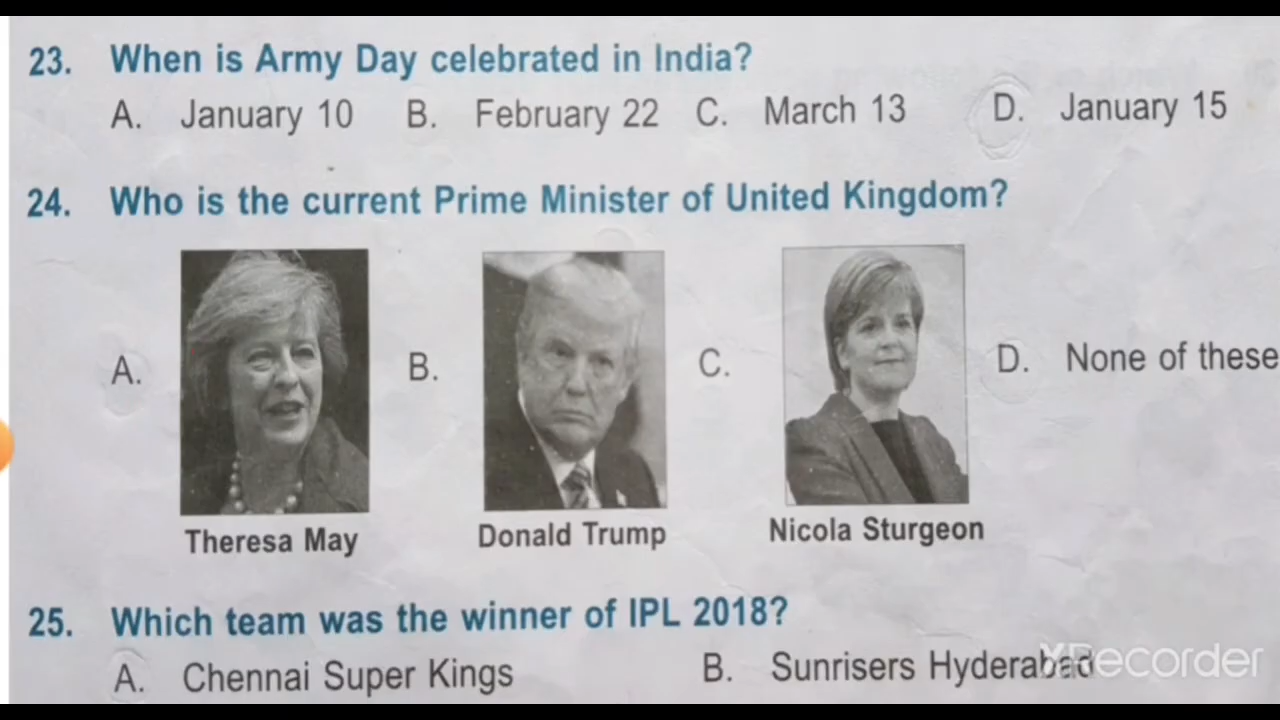 23. When is Army Day celebrated in India?
A. January 10 B. February 22 C. March 13 D. January 15
24. Who is the current Prime Minister of United Kingdom?
A. B. C. D. None of these
Theresa May Donald Trump Nicola Sturgeon
25. Which team was the winner of IPL 2018?
A. Chennai Super Kings B. Sunrisers Hyderabad
XRecorder